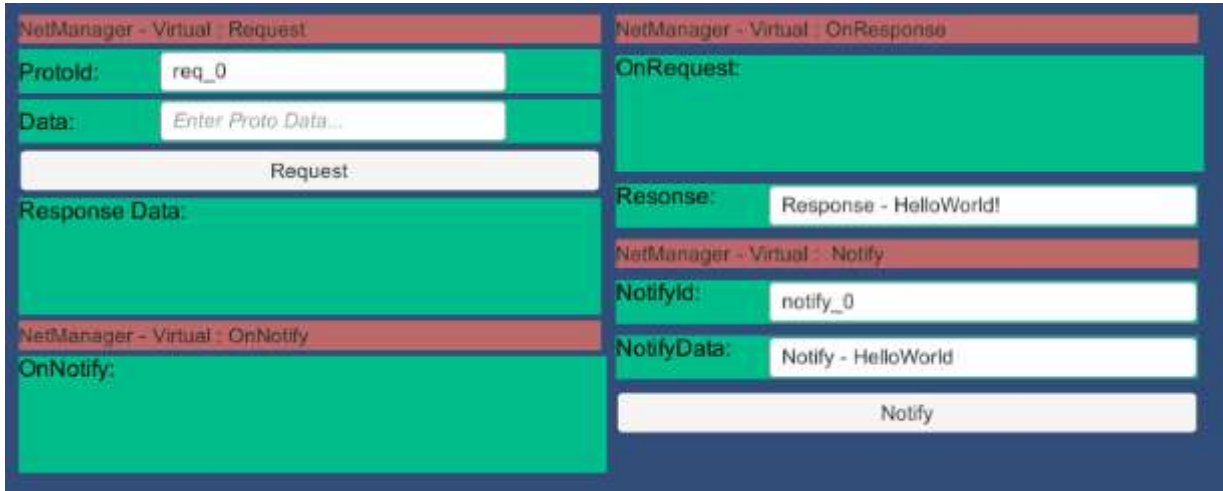 NetManager - Virtual : Request
ProtoId: req_0
Data: Enter Proto Data...
Request
Response Data:
NetManager - Virtual : OnNotify
OnNotify:
NetManager - Virtual : OnResponse
OnRequest:
Resonse: Response - HelloWorld!
NetManager - Virtual : Notify
NotifyId: notify_0
NotifyData: Notify - HelloWorld
Notify